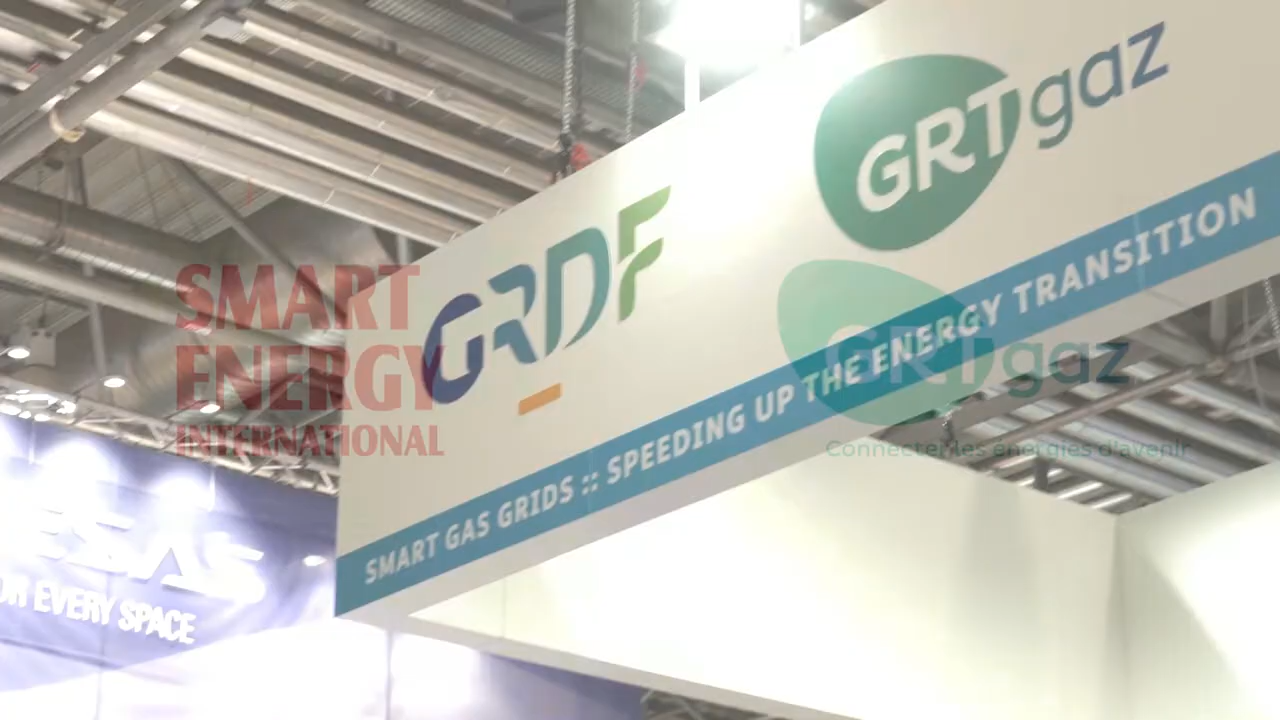 GRTgaz
GRDF
SMART GAS GRIDS :: SPEEDING UP THE ENERGY TRANSITION
SMART
ENERGY
INTERNATIONAL
GRTgaz
Connecter les énergies d'avenir
EVERY SPACE